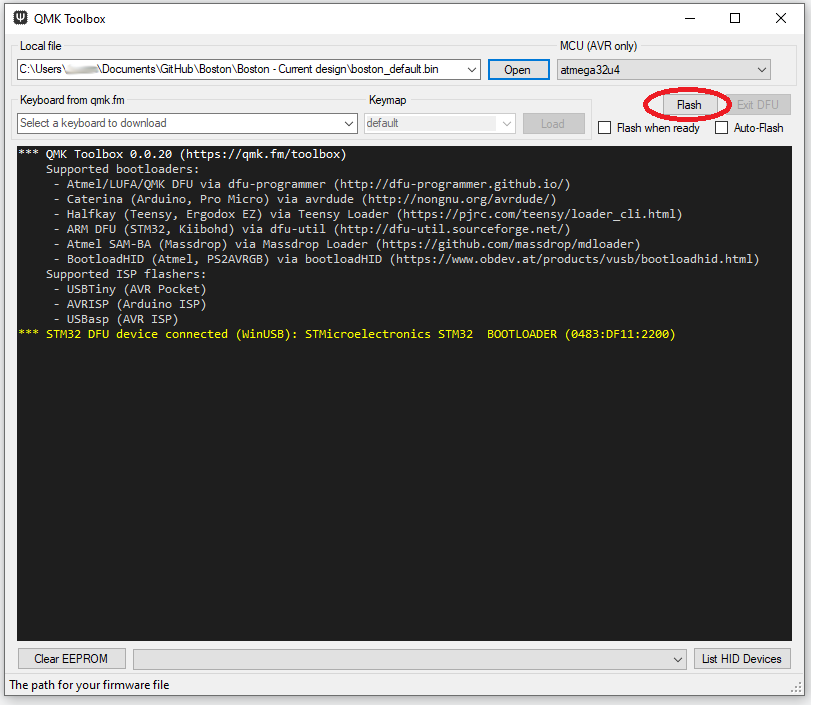 QMK Toolbox
Local file
MCU (AVR only)
C:\Users\ \Documents\GitHub\Boston\Boston - Current design\boston_default.bin
Open
atmega32u4
Keyboard from qmk.fm
Keymap
Flash
Exit DFU
Select a keyboard to download
default
Load
Flash when ready
Auto-Flash
*** QMK Toolbox 0.0.20 (https://qmk.fm/toolbox)
Supported bootloaders:
- Atmel/LUFA/QMK DFU via dfu-programmer (http://dfu-programmer.github.io/)
- Caterina (Arduino, Pro Micro) via avrdude (http://nongnu.org/avrdude/)
- Halfkay (Teensy, Ergodox EZ) via Teensy Loader (https://pjrc.com/teensy/loader_cli.html)
- ARM DFU (STM32, Kiibohd) via dfu-util (http://dfu-util.sourceforge.net/)
- Atmel SAM-BA (Massdrop) via Massdrop Loader (https://github.com/massdrop/mdloader)
- BootloadHID (Atmel, PS2AVRGB) via bootloadHID (https://www.obdev.at/products/vusb/bootloadhid.html)
Supported ISP flashers:
- USBTiny (AVR Pocket)
- AVRISP (Arduino ISP)
- USBasp (AVR ISP)
*** STM32 DFU device connected (WinUSB): STMicroelectronics STM32  BOOTLOADER (0483:DF11:2200)
Clear EEPROM
List HID Devices
The path for your firmware file